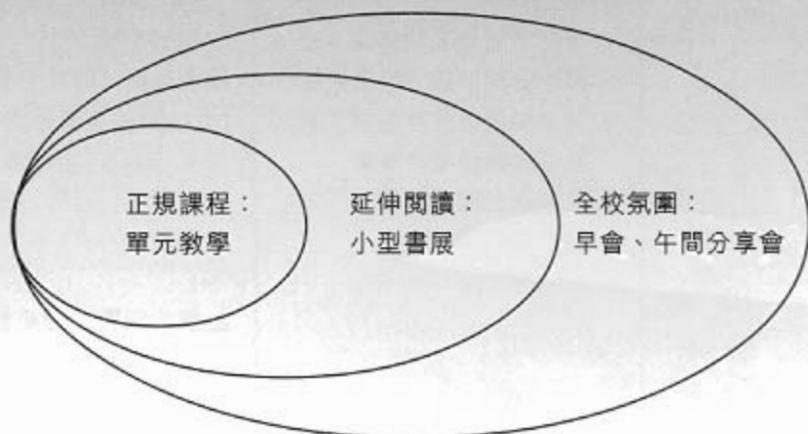 正規課程：
單元教學
延伸閱讀：
小型書展
全校氛圍：
早會、午間分享會